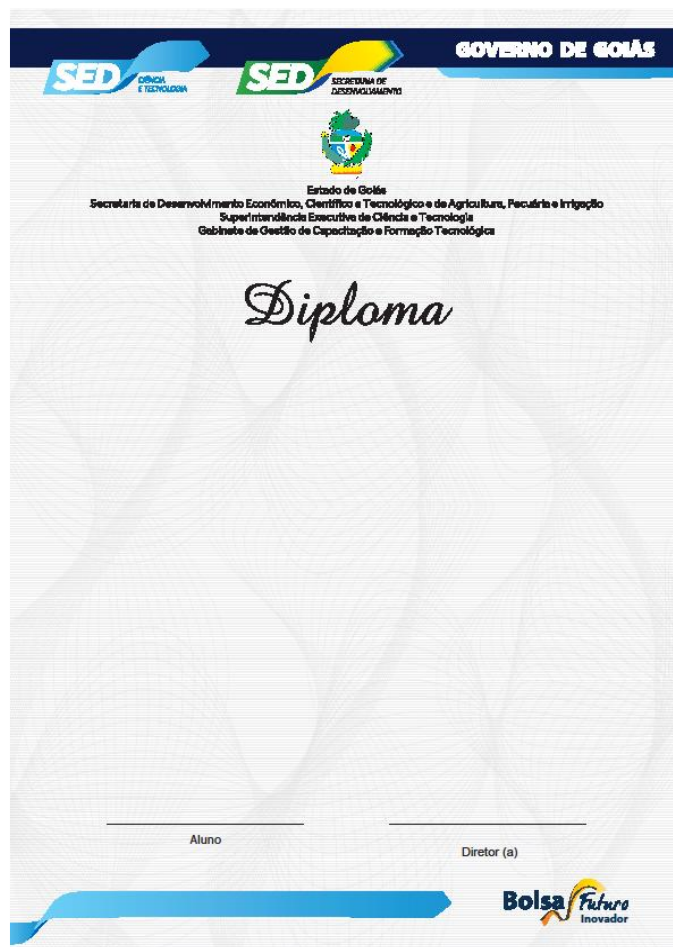 GOVERNO DE GOIÁS
SED
CIÊNCIA
E TECNOLOGIA
SED
SECRETARIA DE
DESENVOLVIMENTO
Estado de Goiás
Secretaria de Desenvolvimento Econômico, Científico e Tecnológico e de Agricultura, Pecuária e Irrigação
Superintendência Executiva de Ciência e Tecnologia
Gabinete de Gestão de Capacitação e Formação Tecnológica
Diploma
Aluno
Diretor (a)
Bolsa Futuro
Inovador